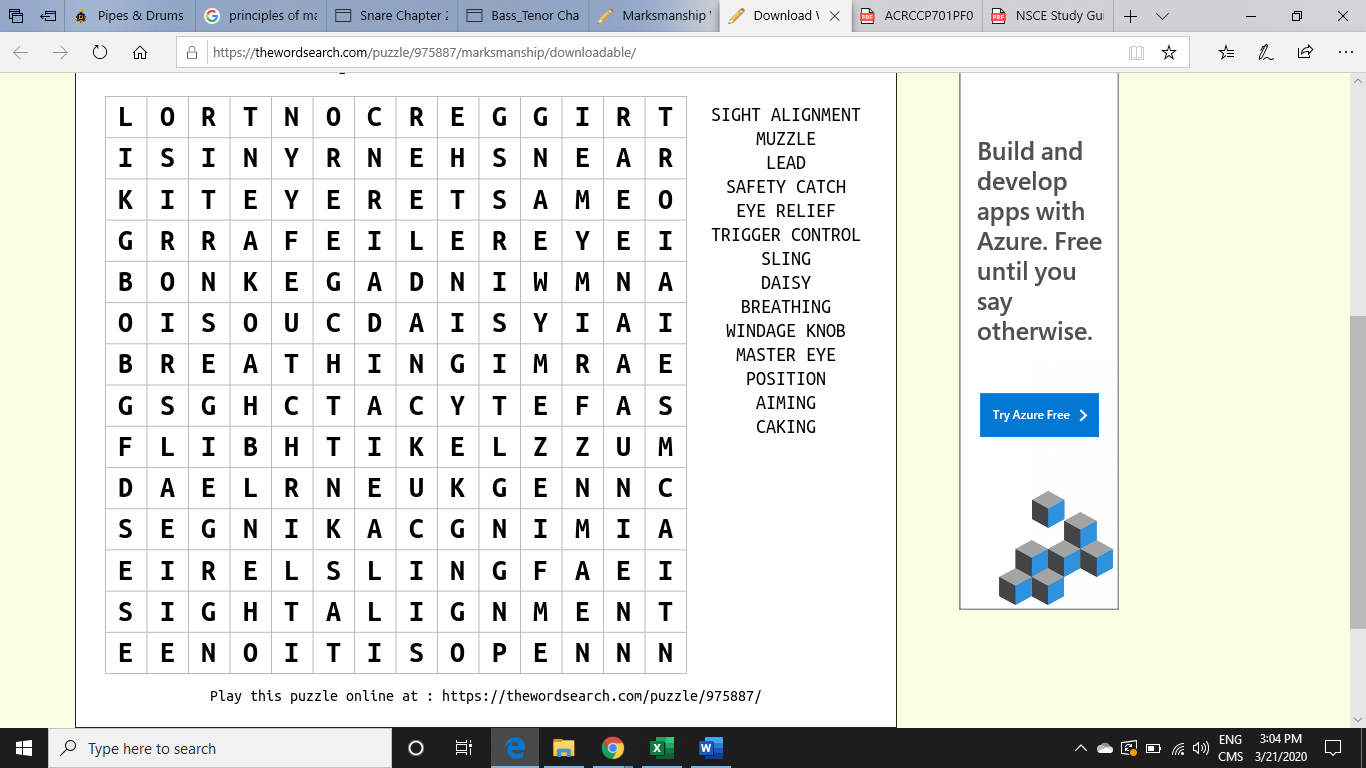 Pipes & Drums
principles of ma
Snare Chapter 2
Bass_Tenor Cha
Marksmanship
Download
ACRCCP701PF0
NSCE Study Gui
https://thewordsearch.com/puzzle/975887/marksmanship/downloadable/
L O R T N O C R E G G I R T
I S I N Y R N E H S N E A R
K I T E Y E R E T S A M E O
G R R A F E I L E R E Y E I
B O N K E G A D N I W M N A
O I S O U C D A I S Y I A I
B R E A T H I N G I M R A E
G S G H C T A C Y T E F A S
F L I B H T I K E L Z Z U M
D A E L R N E U K G E N N C
S E G N I K A C G N I M I A
E I R E L S L I N G F A E I
S I G H T A L I G N M E N T
E E N O I T I S O P E N N N
SIGHT ALIGNMENT
MUZZLE
LEAD
SAFETY CATCH
EYE RELIEF
TRIGGER CONTROL
SLING
DAISY
BREATHING
WINDAGE KNOB
MASTER EYE
POSITION
AIMING
CAKING
Play this puzzle online at : https://thewordsearch.com/puzzle/975887/
Build and
develop
apps with
Azure. Free
until you
say
otherwise.
Try Azure Free
Type here to search
ENG
CMS
3:04 PM
3/21/2020